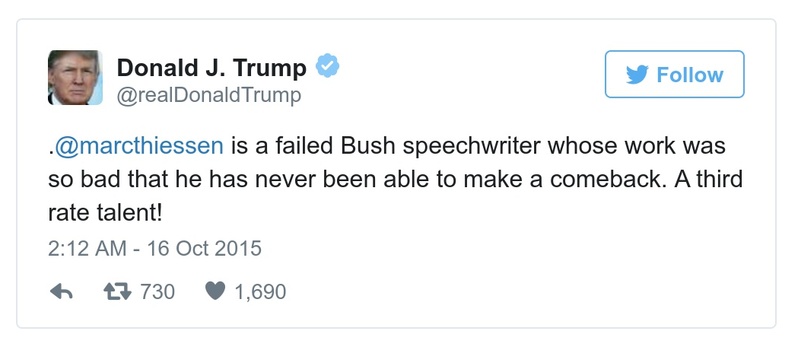 Donald J. Trump
@realDonaldTrump
Follow
.@marcthiessen is a failed Bush speechwriter whose work was
so bad that he has never been able to make a comeback. A third
rate talent!
2:12 AM - 16 Oct 2015
730 1,690